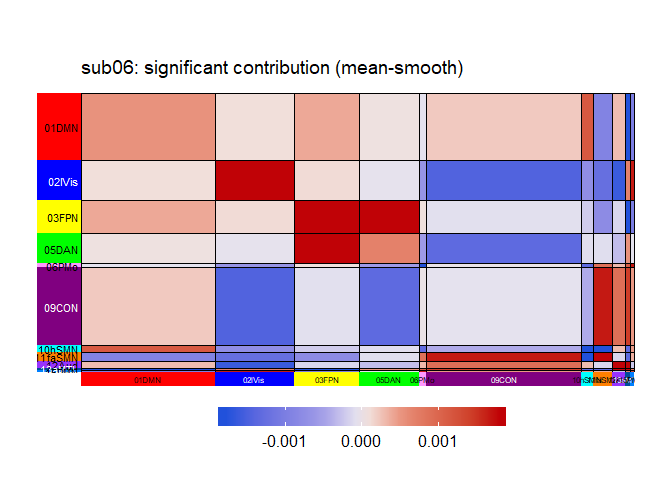 sub06: significant contribution (mean-smooth)
01DMN
02lVis
03FPN
05DAN
06PMo
09CON
10hSMN
11faSMN
01DMN
02lVis
03FPN
05DAN
06PMo
09CON
-0.001 0.000 0.001